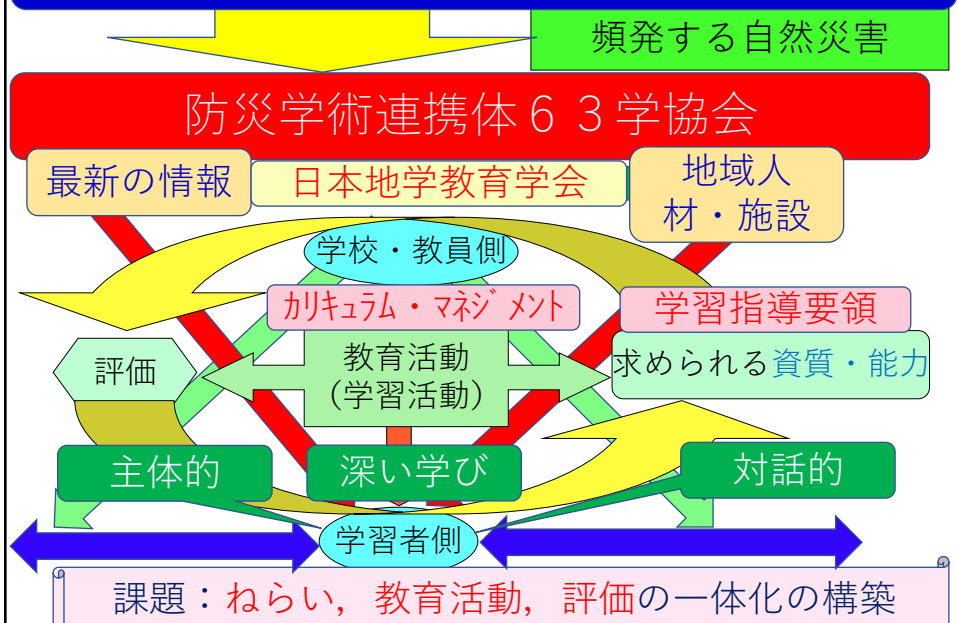 頻発する自然災害
防災学術連携体６３学協会
最新の情報
日本地学教育学会
地域人
材・施設
学校・教員側
ｶﾘｷｭﾗﾑ・ﾏﾈｼﾞﾒﾝﾄ
学習指導要領
評価
教育活動
（学習活動）
求められる資質・能力
主体的
深い学び
対話的
学習者側
課題：ねらい，教育活動，評価の一体化の構築